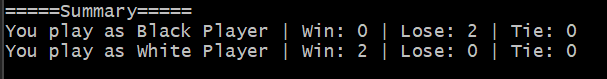 =====Summary=====
You play as Black Player | Win: 0 | Lose: 2 | Tie: 0
You play as White Player | Win: 2 | Lose: 0 | Tie: 0